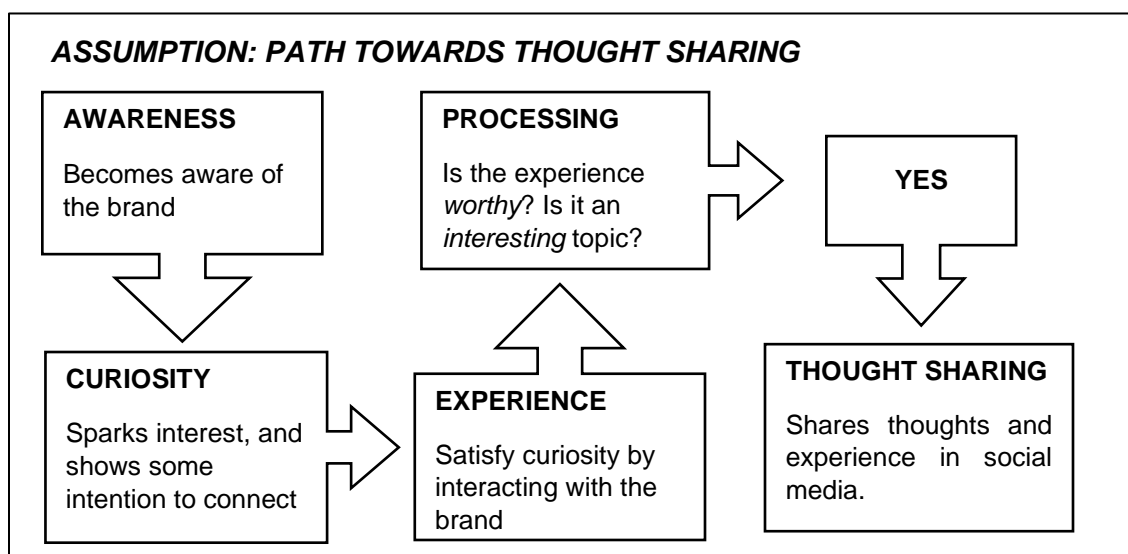 ASSUMPTION: PATH TOWARDS THOUGHT SHARING
AWARENESS
Becomes aware of
the brand
CURIOSITY
Sparks interest, and
shows some
intention to connect
EXPERIENCE
Satisfy curiosity by
interacting with the
brand
PROCESSING
Is the experience
worthy? Is it an
interesting topic?
YES
THOUGHT SHARING
Shares thoughts and
experience in social
media.